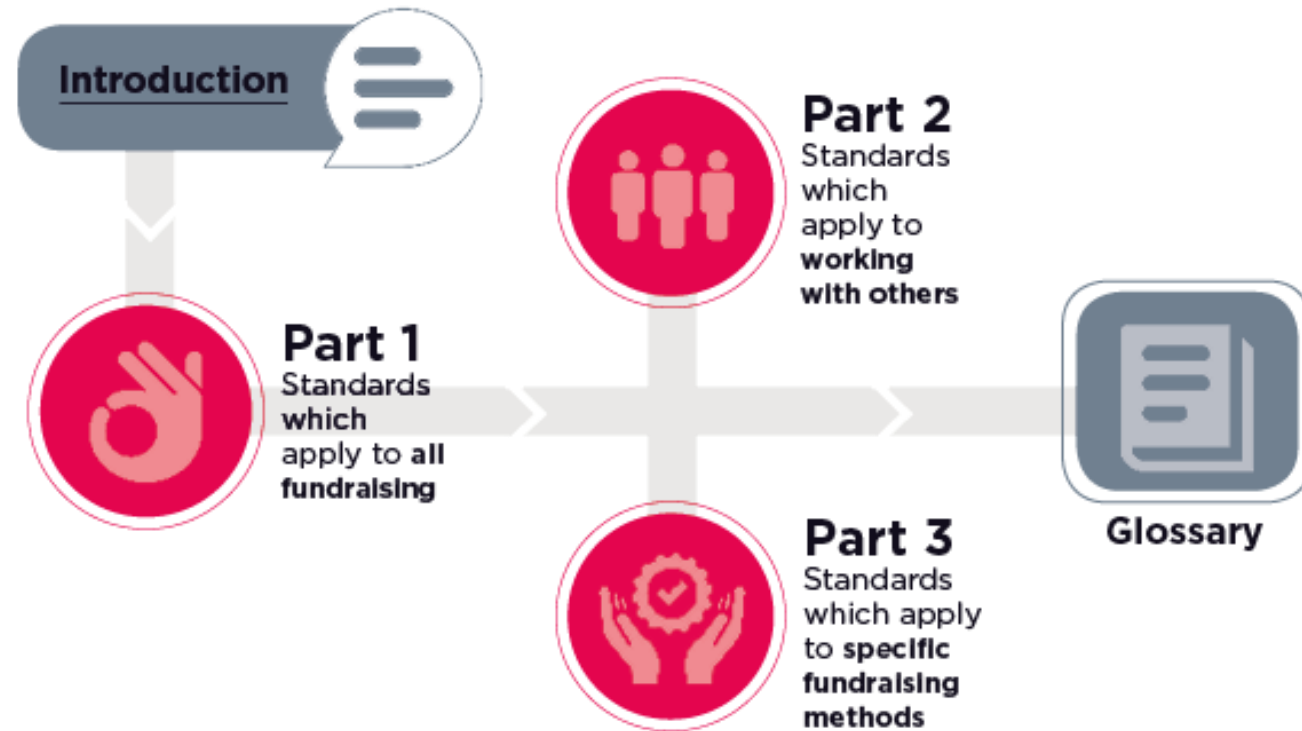 Introduction
Part 1
Standards
which
apply to all
fundraising
Part 2
Standards
which
apply to
working
with others
Part 3
Standards
which apply
to specific
fundraising
methods
Glossary